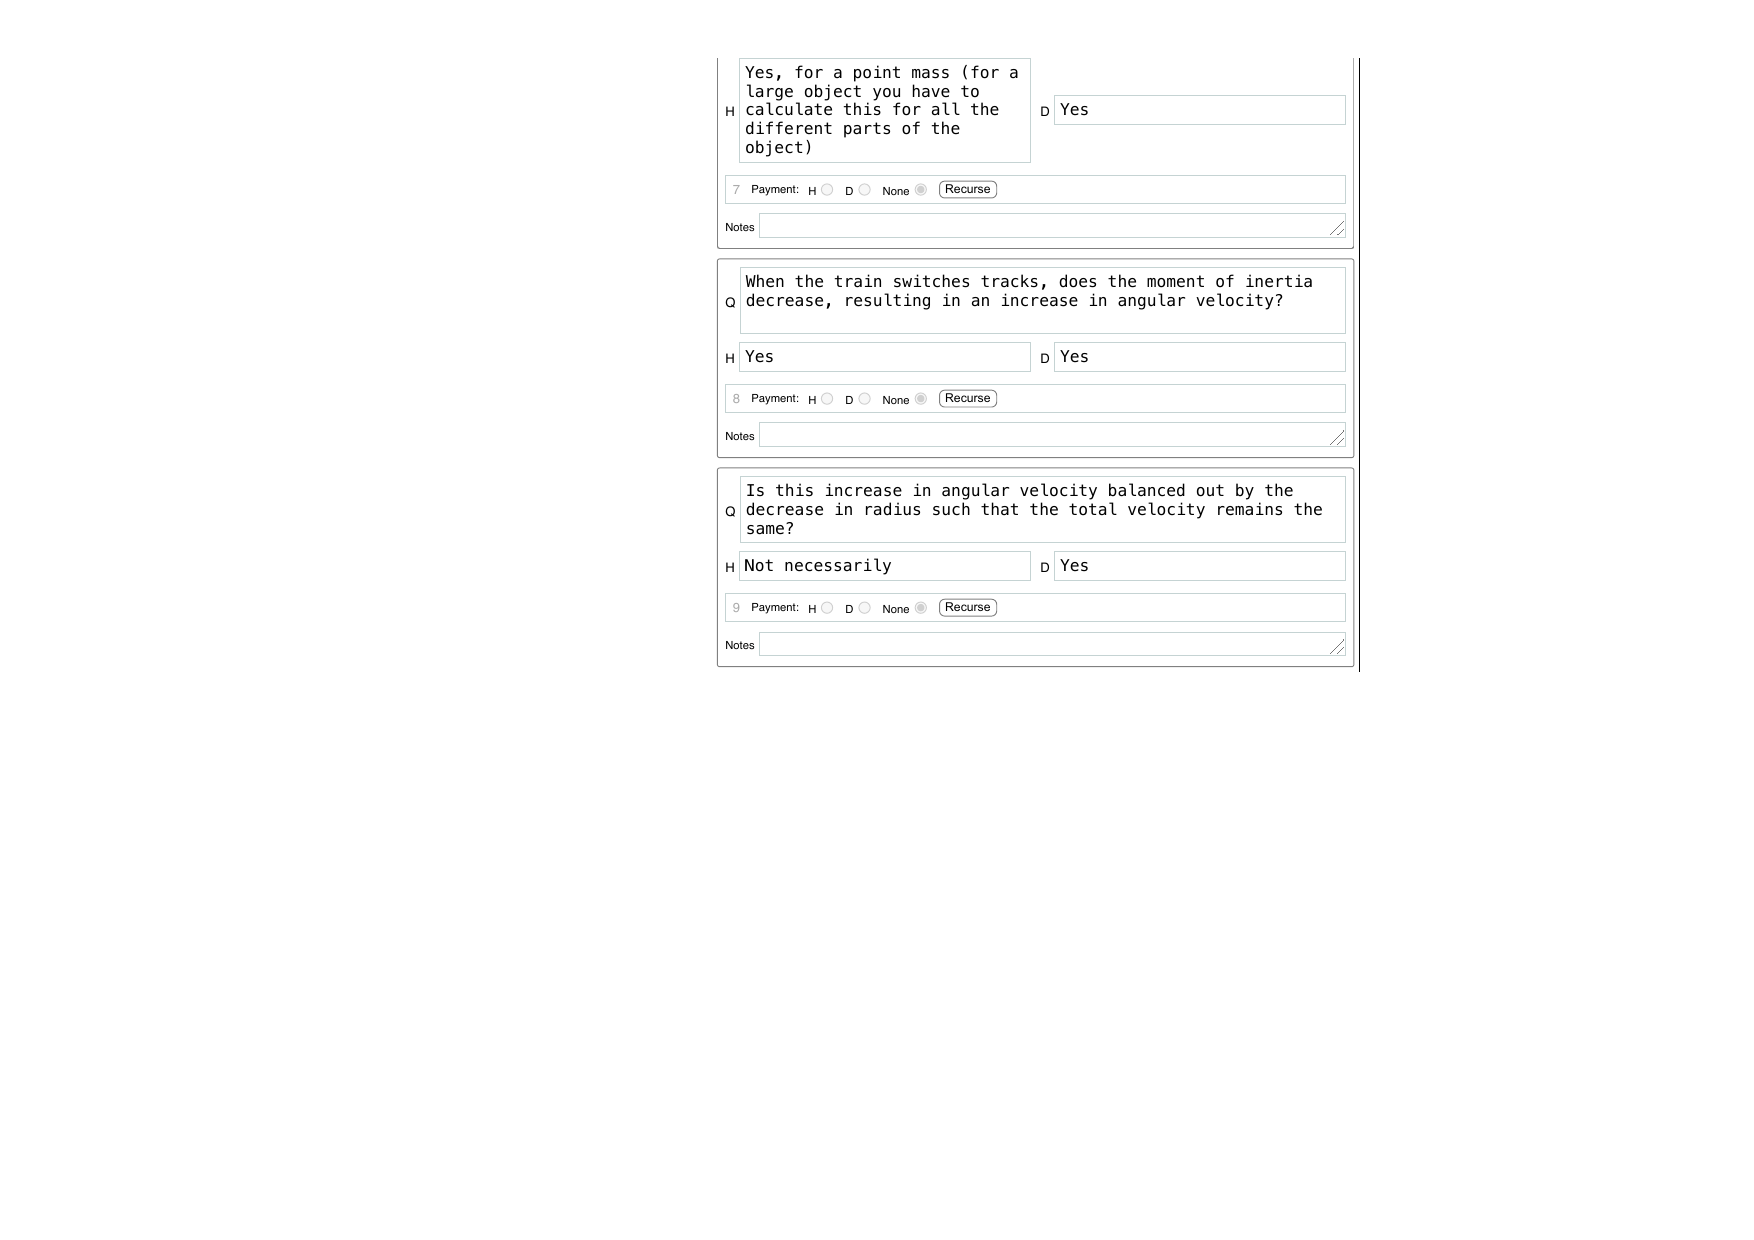 Yes, for a point mass (for a
large object you have to
calculate this for all the
different parts of the
object)
H
D Yes
7 Payment: H D None Recurse
Notes
Q
When the train switches tracks, does the moment of inertia
decrease, resulting in an increase in angular velocity?
H Yes D Yes
8 Payment: H D None Recurse
Notes
Q
Is this increase in angular velocity balanced out by the
decrease in radius such that the total velocity remains the
same?
H Not necessarily D Yes
9 Payment: H D None Recurse
Notes